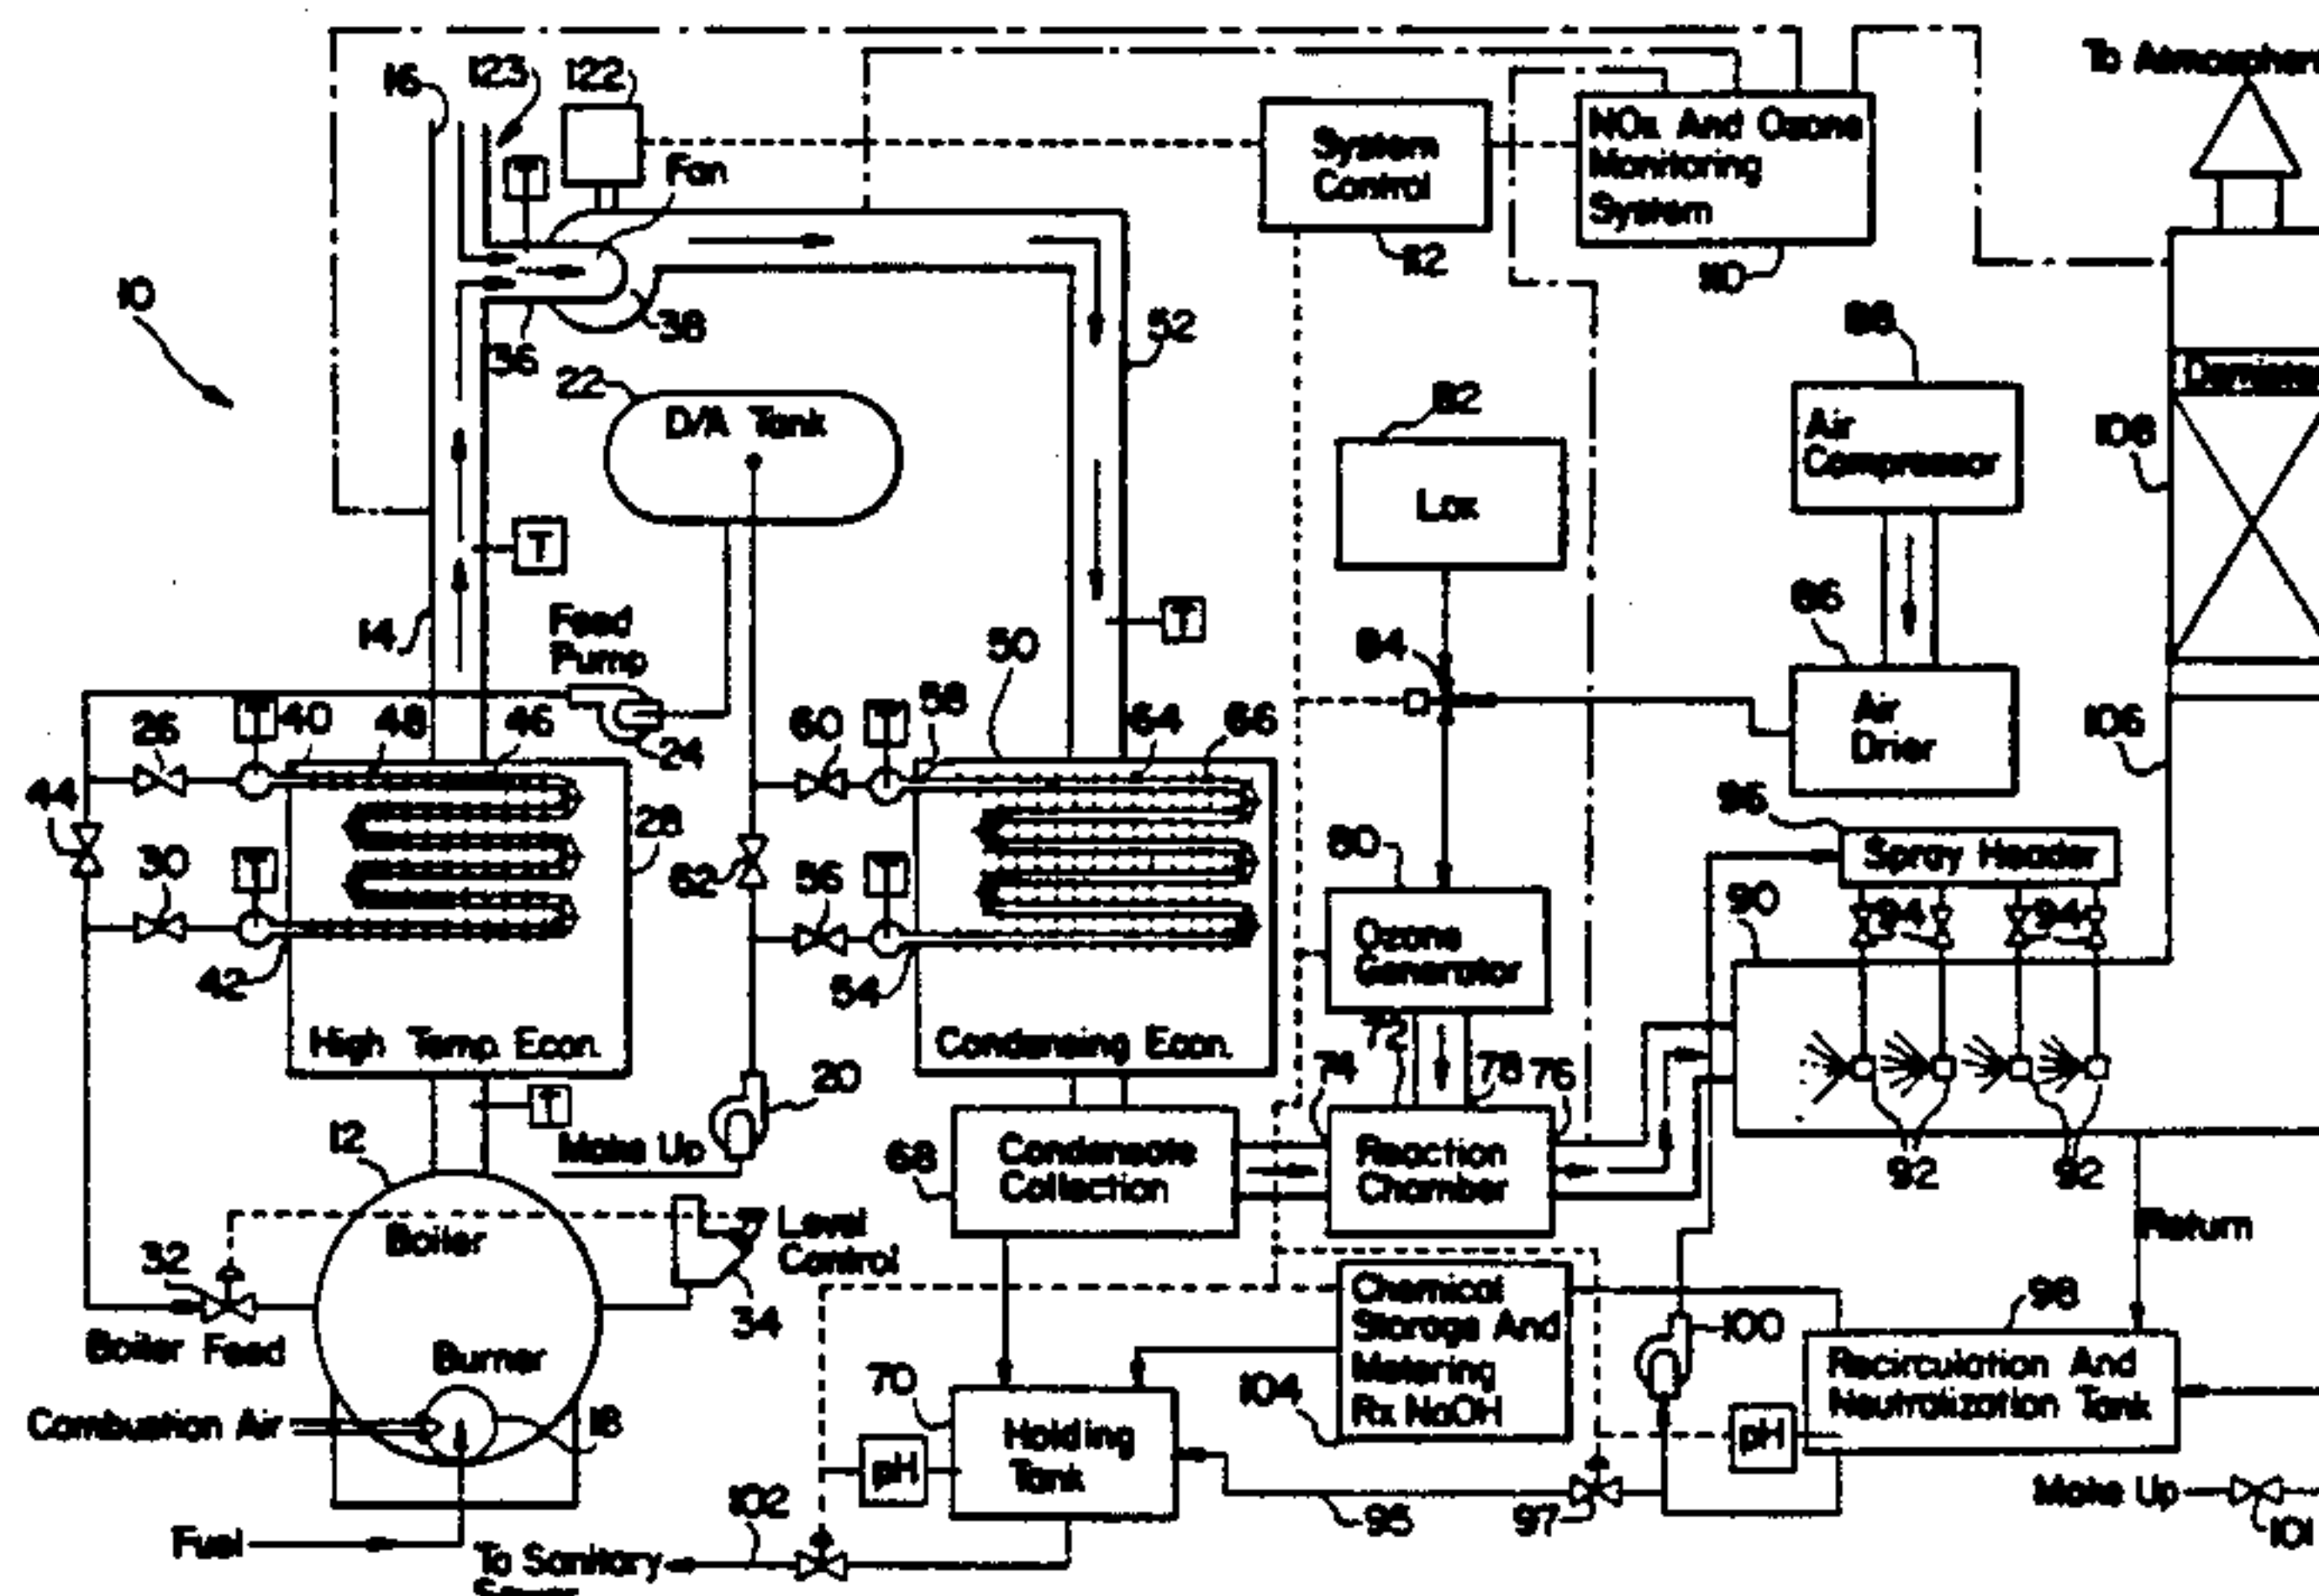 To Atmospher
16
123
122
Fan
System
Control
112
NOx And Ozone
Monitoring
System
110
10
36
38
52
22
D/A Tank
82
Lox
88
Air
Compressor
Demister
108
T
T
T
14
Feed
Pump
24
50
84
86
Air
Drier
106
26
T
40
48
46
60
T
58
64
66
44
28
30
T
62
56
T
80
96
Spray Header
94
94
90
42
54
Ozone
Generator
High Temp. Econ.
Condensing Econ.
72
74
78
76
20
T
12
Make Up
68
Condensate
Collection
Reaction
Chamber
92
92
Return
Boiler
Level
Control
32
34
Boiler Feed
Burner
Chemical
Storage And
Metering
Rx NaOH
104
98
100
Recirculation And
Neutralization Tank
Combustion Air
18
70
Holding
Tank
pH
pH
102
95
97
Make Up
101
Fuel
To Sanitary